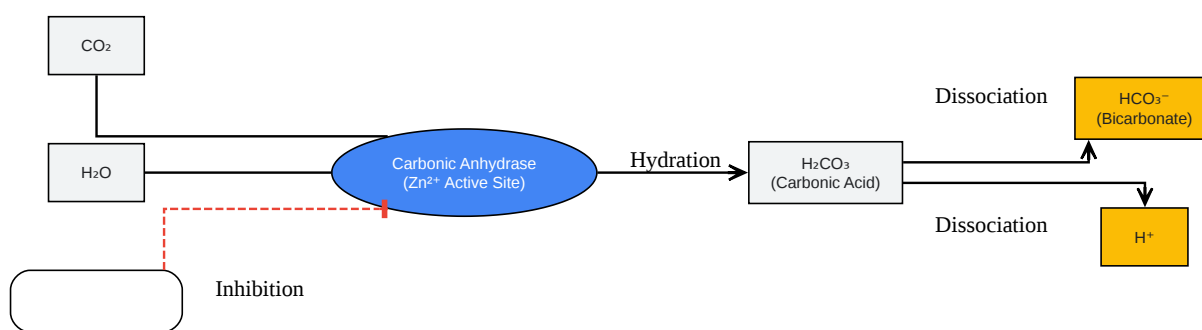 CO₂
H₂O
Carbonic Anhydrase
(Zn²⁺ Active Site)
Inhibition
Hydration
H₂CO₃
(Carbonic Acid)
Dissociation
HCO₃⁻
(Bicarbonate)
Dissociation
H⁺